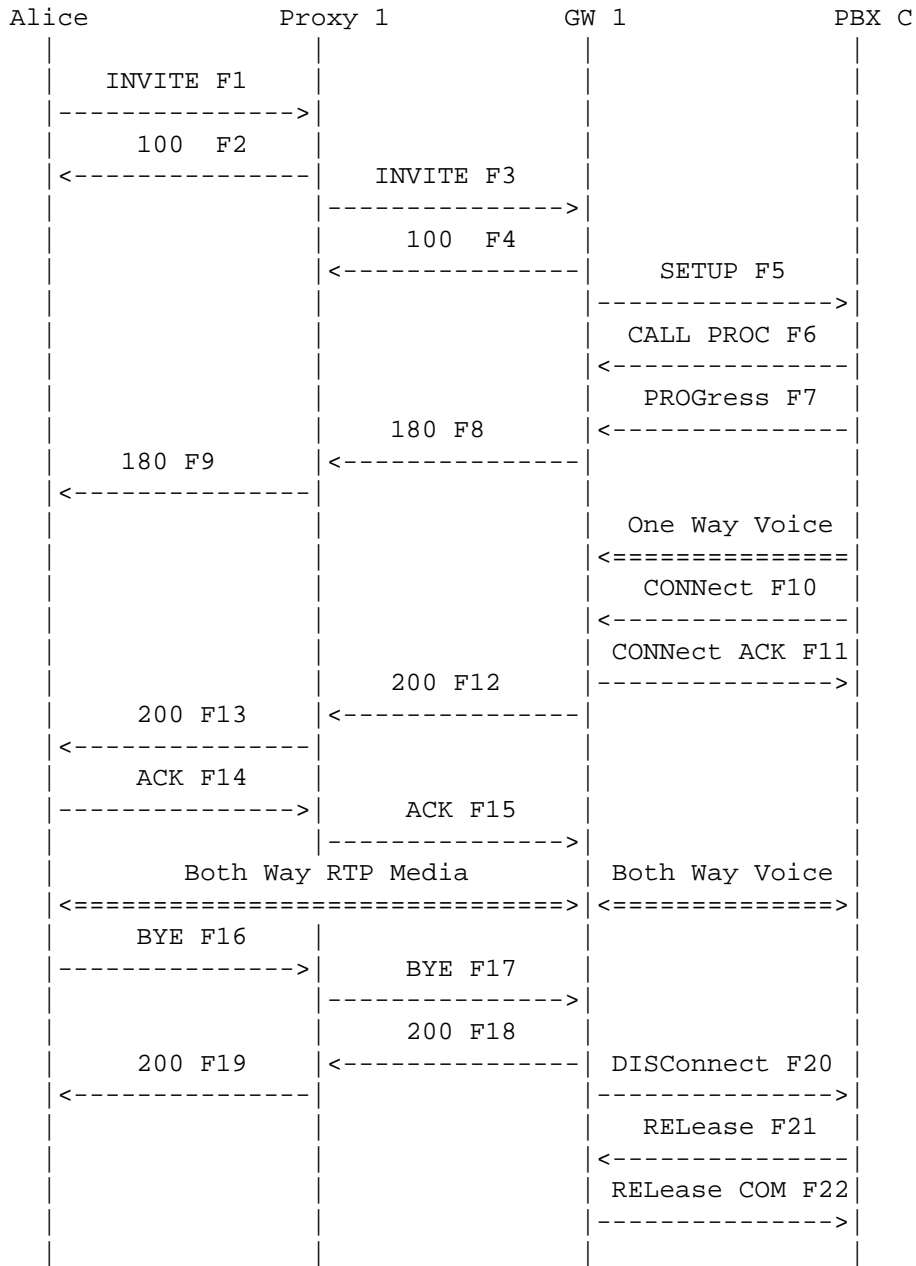 Alice Proxy 1 GW 1 PBX C
INVITE F1
100 F2
INVITE F3
100 F4
SETUP F5
CALL PROC F6
PROGress F7
180 F8
180 F9
One Way Voice
CONNect F10
CONNect ACK F11
200 F12
200 F13
ACK F14
ACK F15
Both Way RTP Media Both Way Voice
BYE F16
BYE F17
200 F18
200 F19 DISConnect F20
RELease F21
RELease COM F22